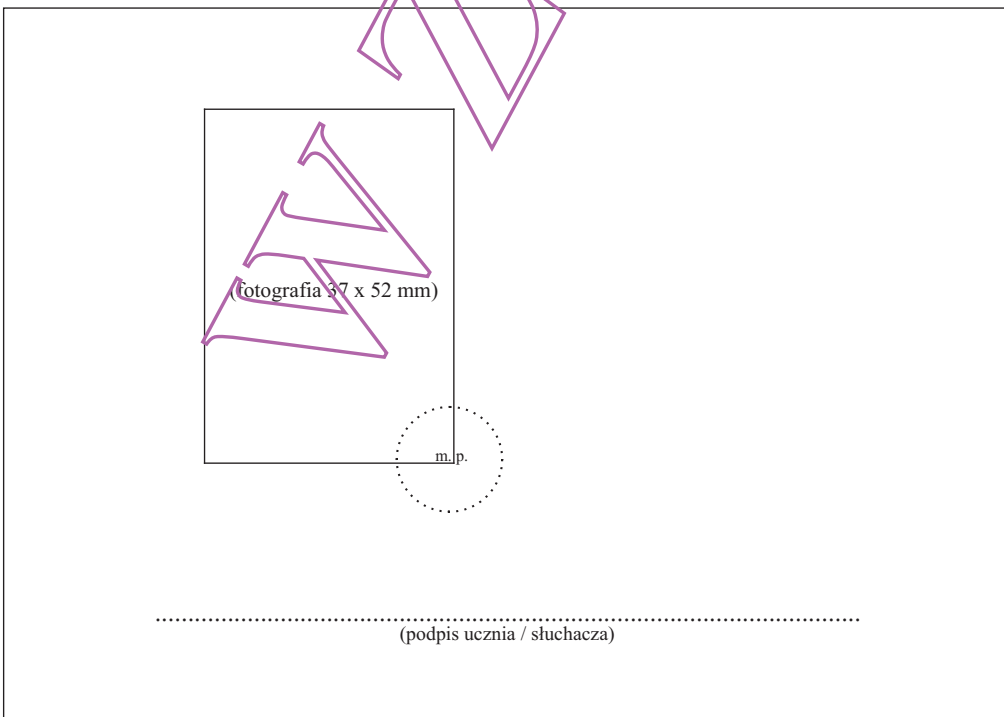 W
(fotografia 37 x 52 mm)
m. p.
(podpis ucznia / słuchacza)